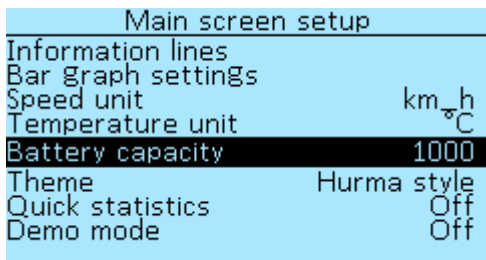 Main screen setup
Information lines
Bar graph settings
Speed unit km_h
Temperature unit °C
Battery capacity 1000
Theme Hurma style
Quick statistics Off
Demo mode Off